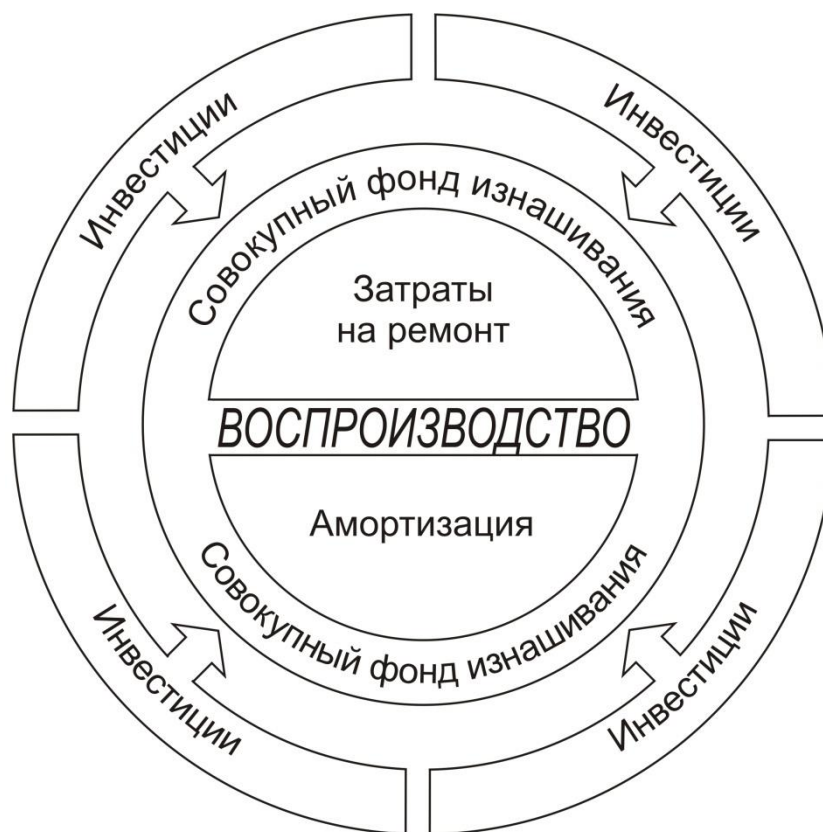 Инвестиции
Инвестиции
Совокупный фонд изнашивания
Затраты
на ремонт
ВОСПРОИЗВОДСТВО
Амортизация
Совокупный фонд изнашивания
Инвестиции
Инвестиции